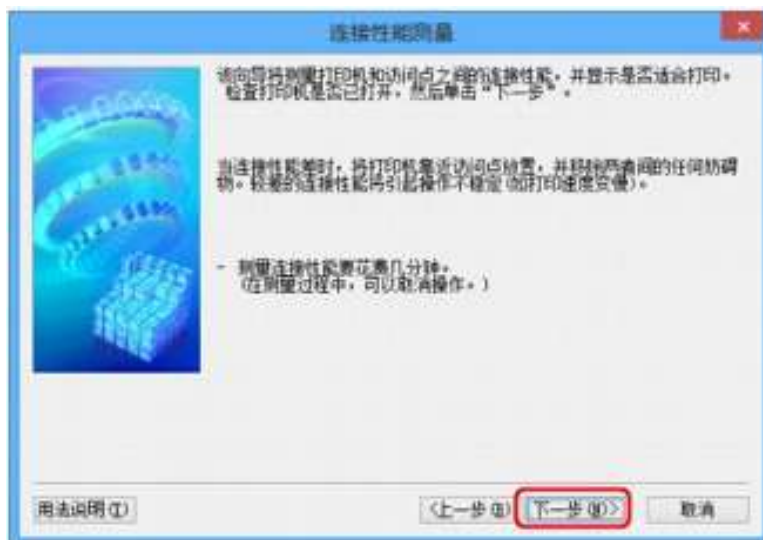 连接性能测量
该向导将测量打印机和访问点之间的连接性能，并显示是否适合打印。
检查打印机是否已打开，然后单击“下一步”。
当连接性能差时，将打印机靠近访问点放置，并移除两者间的任何妨碍
物。较差的连接性能将引起操作不稳定(如打印速度变慢)。
- 测量连接性能要花费几分钟。
(在测量过程中，可以取消操作。)
用法说明(I) <上一步(B) 下一步(N)> 取消